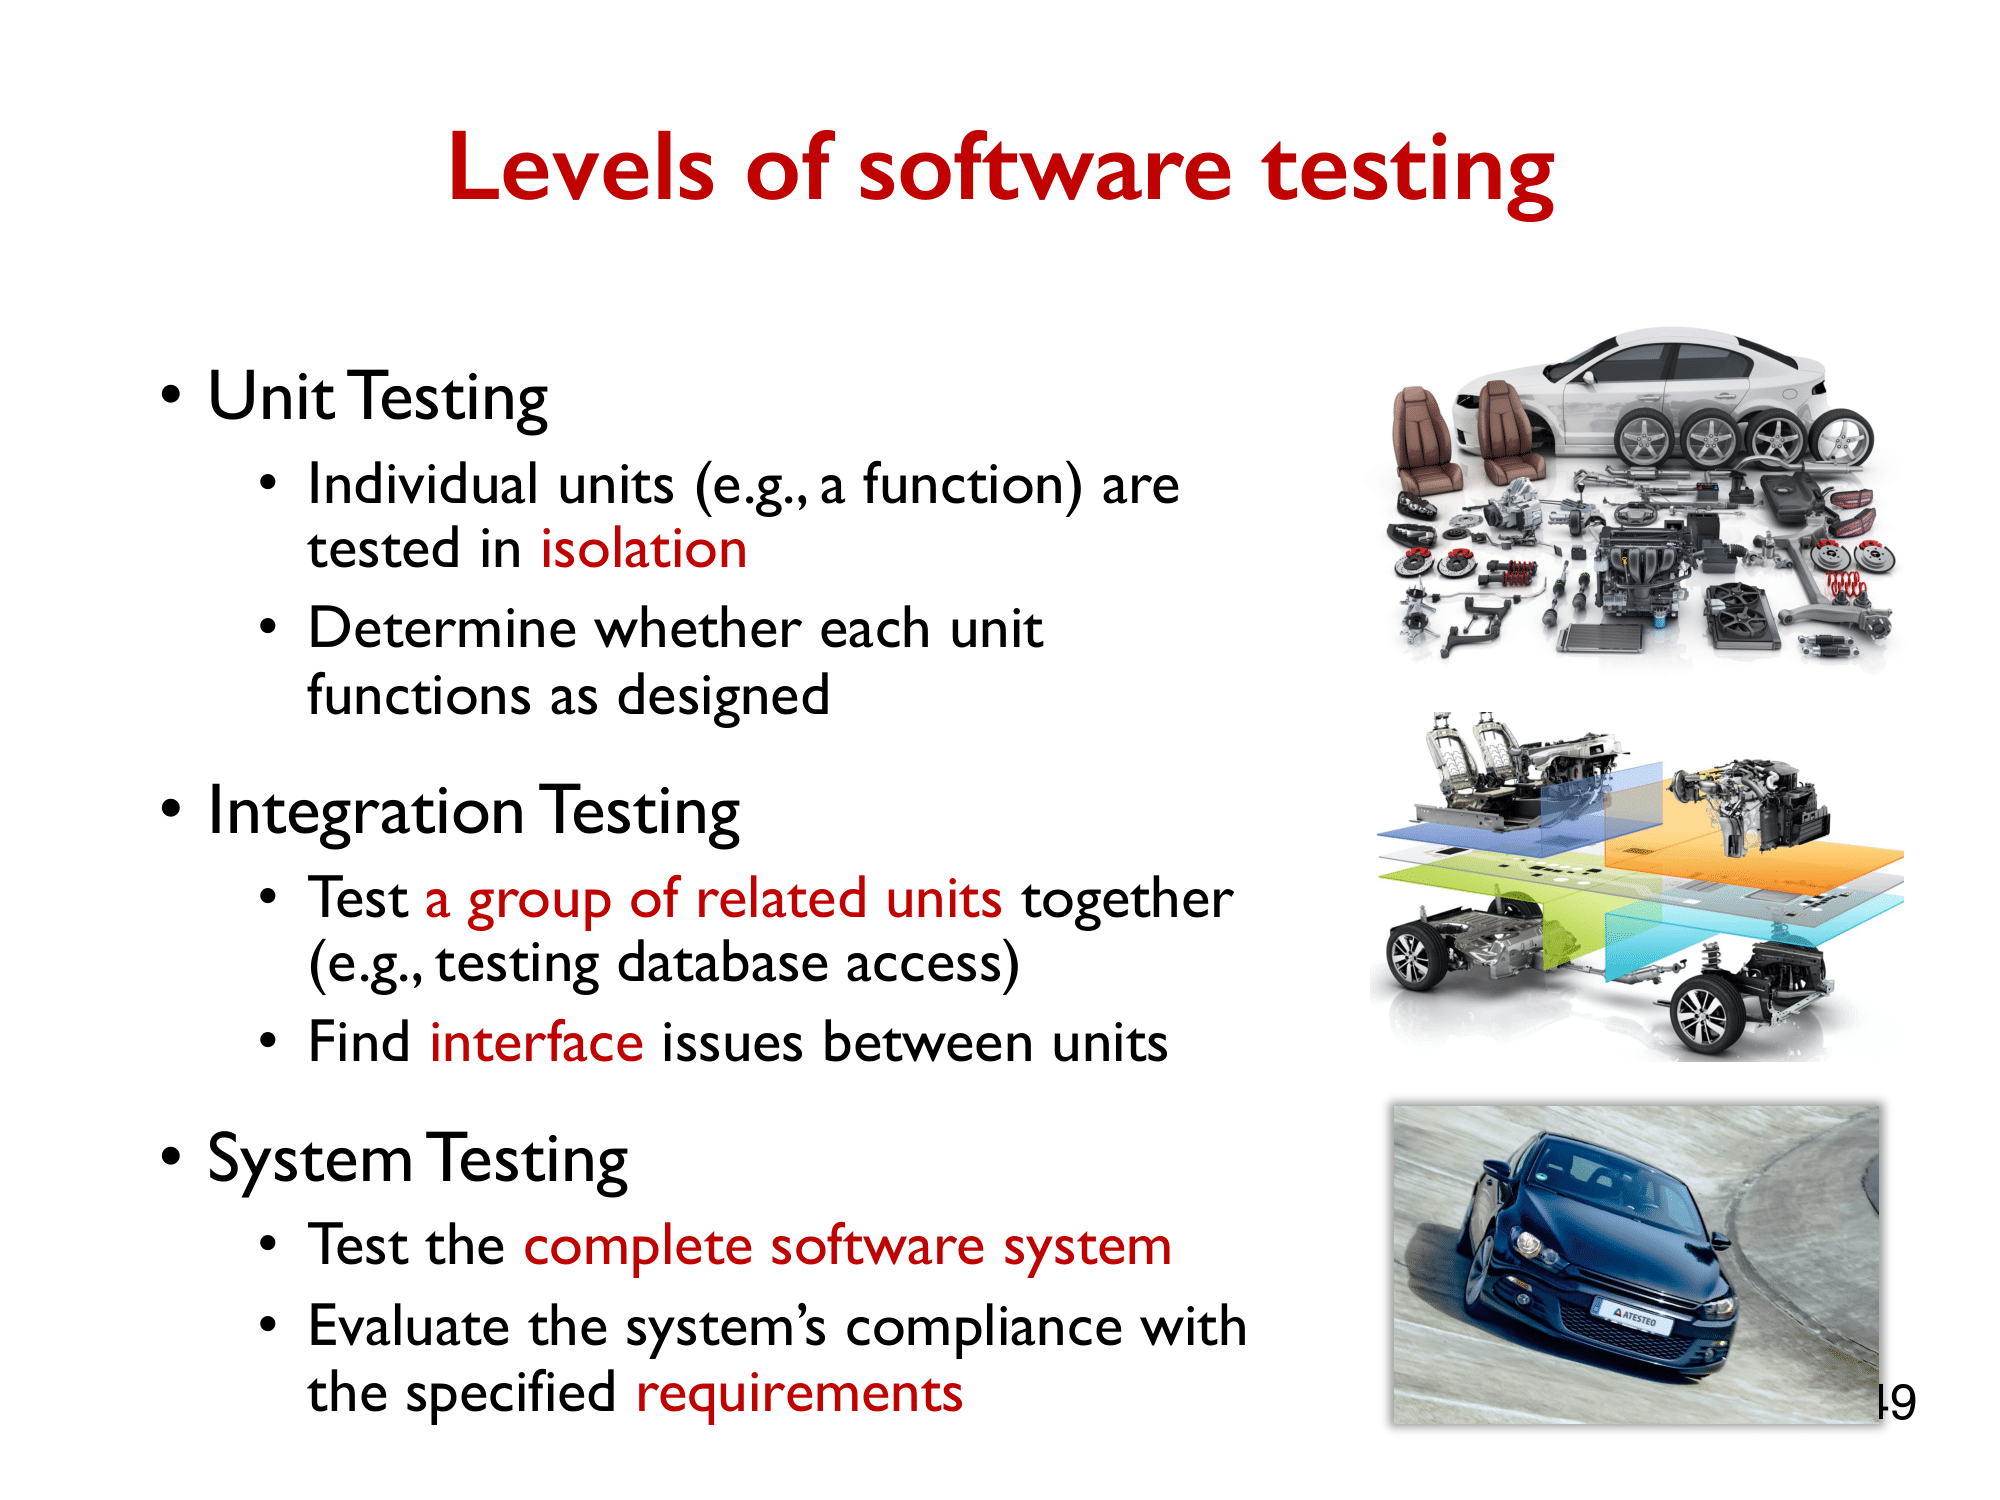 Levels of software testing
• Unit Testing
• Individual units (e.g., a function) are
tested in isolation
• Determine whether each unit
functions as designed
• Integration Testing
• Test a group of related units together
(e.g., testing database access)
• Find interface issues between units
• System Testing
• Test the complete software system
• Evaluate the system’s compliance with
the specified requirements
ATESTEO
49